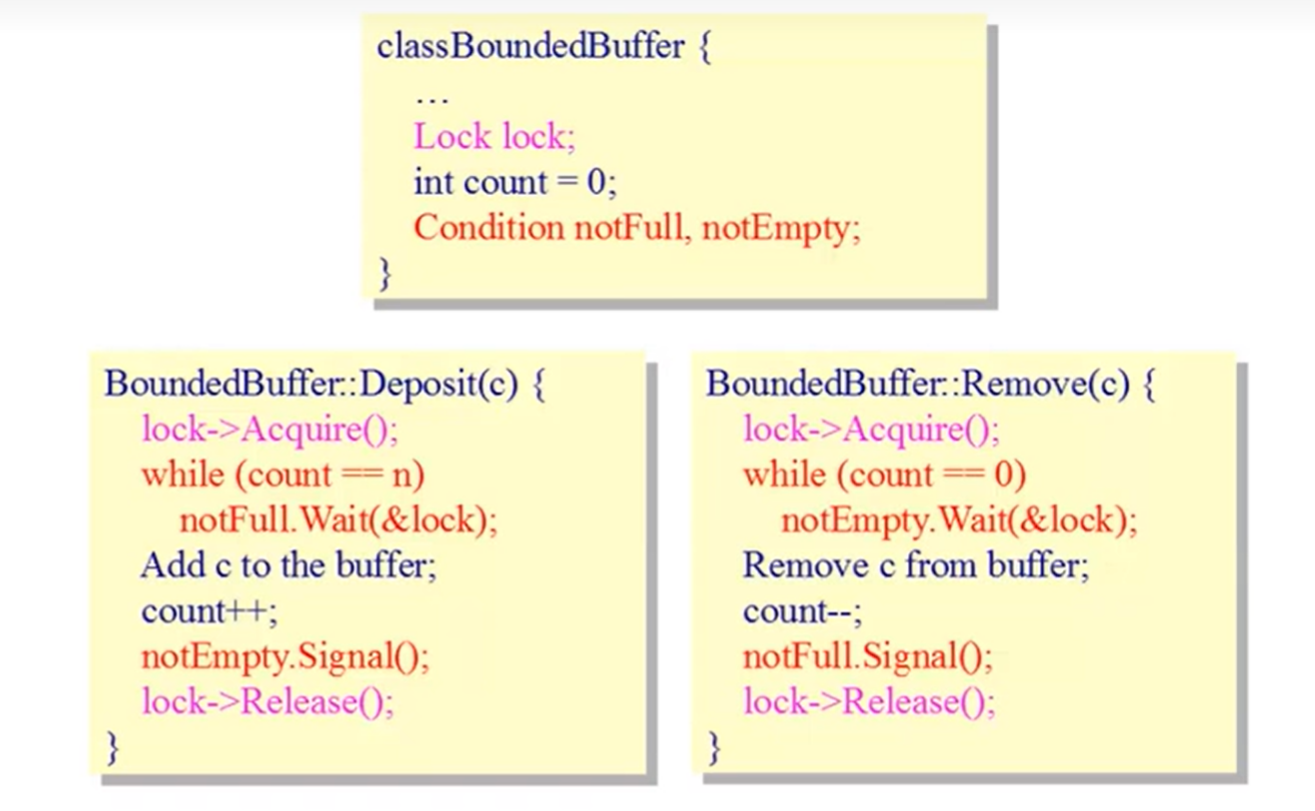 classBoundedBuffer {
...
Lock lock;
int count = 0;
Condition notFull, notEmpty;
}
BoundedBuffer::Deposit(c) {
lock->Acquire();
while (count == n)
notFull.Wait(&lock);
Add c to the buffer;
count++;
notEmpty.Signal();
lock->Release();
}
BoundedBuffer::Remove(c) {
lock->Acquire();
while (count == 0)
notEmpty.Wait(&lock);
Remove c from buffer;
count--;
notFull.Signal();
lock->Release();
}